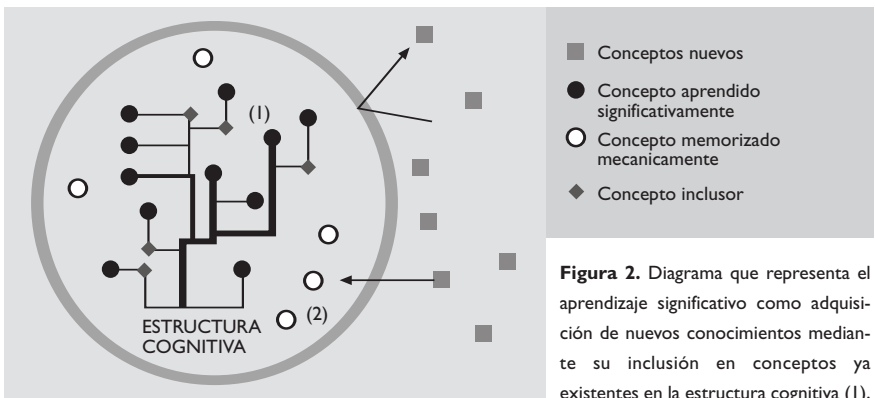 (1)
(2)
ESTRUCTURA
COGNITIVA
Conceptos nuevos
Concepto aprendido
significativamente
Concepto memorizado
mecanicamente
Concepto inclusor
Figura 2. Diagrama que representa el
aprendizaje significativo como adquisi-
ción de nuevos conocimientos median-
te su inclusión en conceptos ya
existentes en la estructura cognitiva (1).